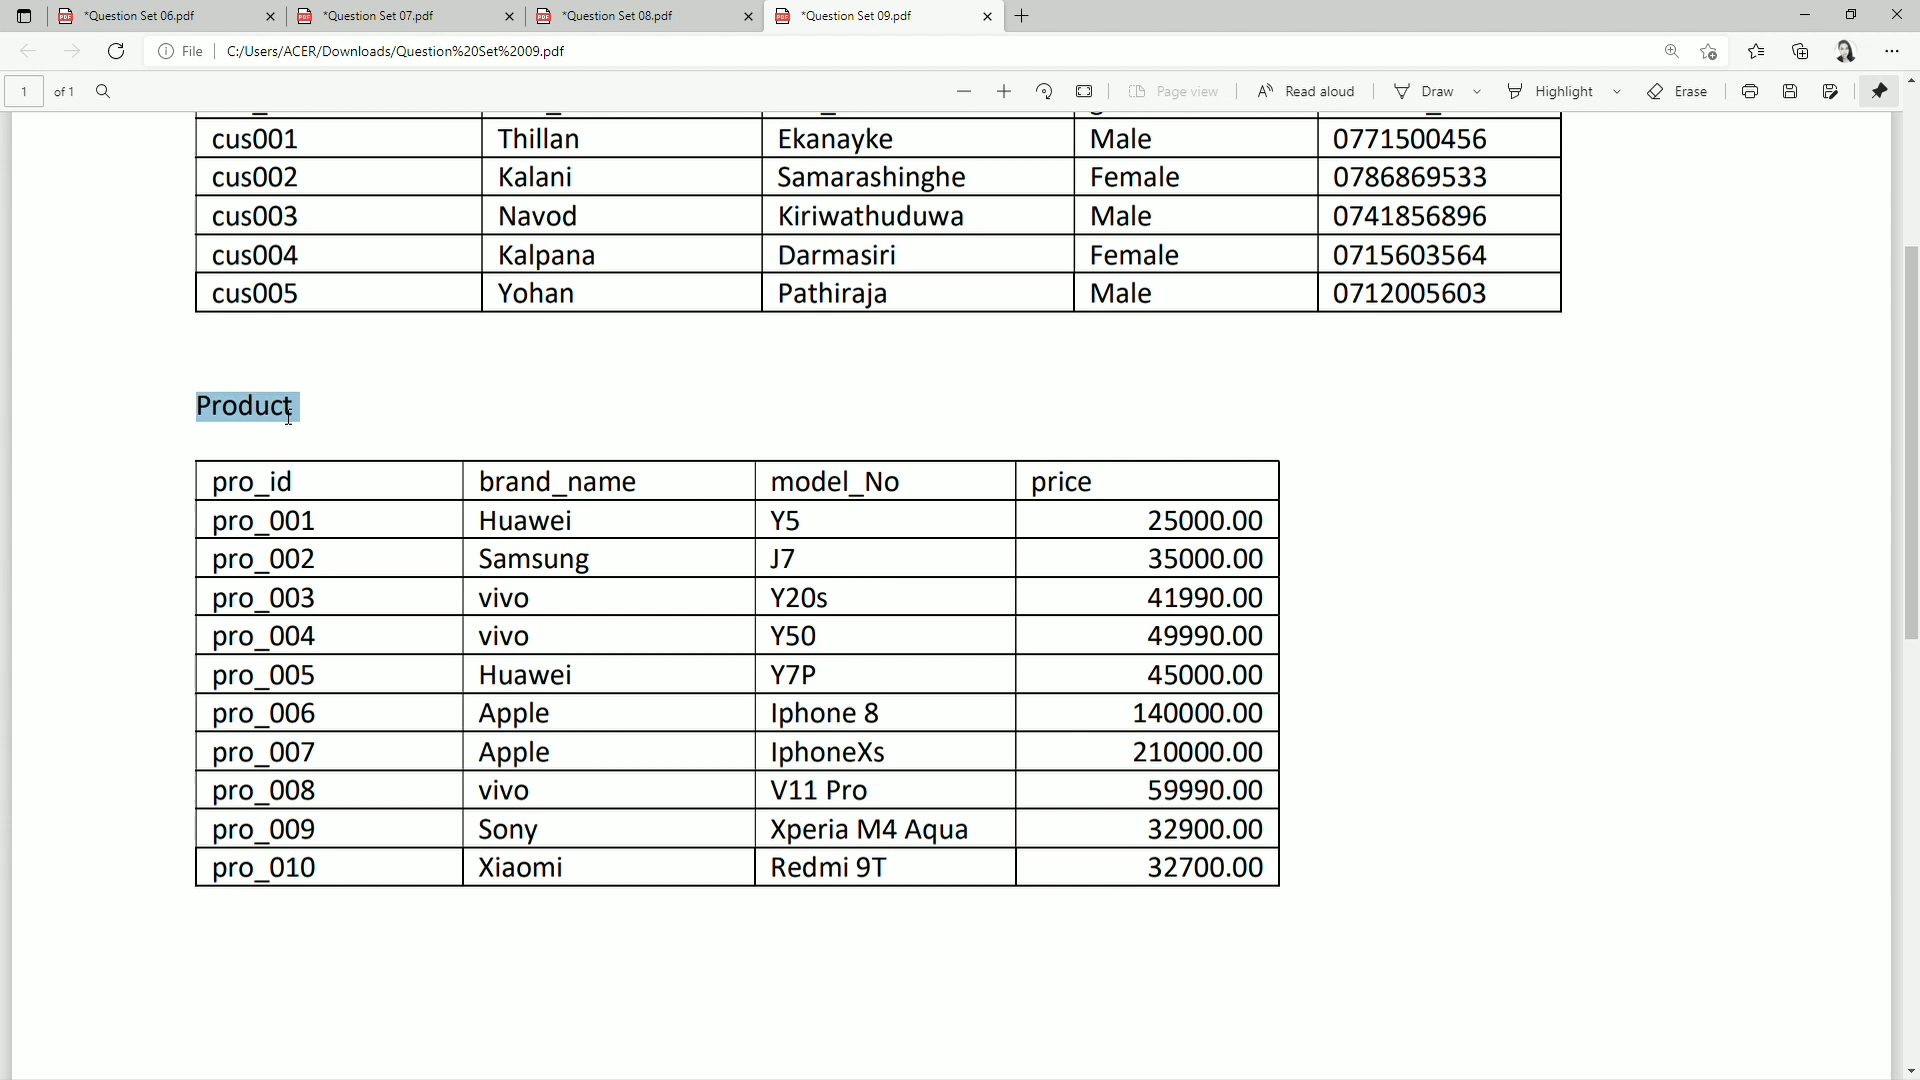 *Question Set 06.pdf
*Question Set 07.pdf
*Question Set 08.pdf
*Question Set 09.pdf
File C:/Users/ACER/Downloads/Question%20Set%2009.pdf
1 of 1 Page view Read aloud Draw Highlight Erase
cus001 Thillan Ekanayke Male 0771500456
cus002 Kalani Samarashinghe Female 0786869533
cus003 Navod Kiriwathuduwa Male 0741856896
cus004 Kalpana Darmasiri Female 0715603564
cus005 Yohan Pathiraja Male 0712005603
Product
pro_id brand_name model_No price
pro_001 Huawei Y5 25000.00
pro_002 Samsung J7 35000.00
pro_003 vivo Y20s 41990.00
pro_004 vivo Y50 49990.00
pro_005 Huawei Y7P 45000.00
pro_006 Apple Iphone 8 140000.00
pro_007 Apple IphoneXs 210000.00
pro_008 vivo V11 Pro 59990.00
pro_009 Sony Xperia M4 Aqua 32900.00
pro_010 Xiaomi Redmi 9T 32700.00